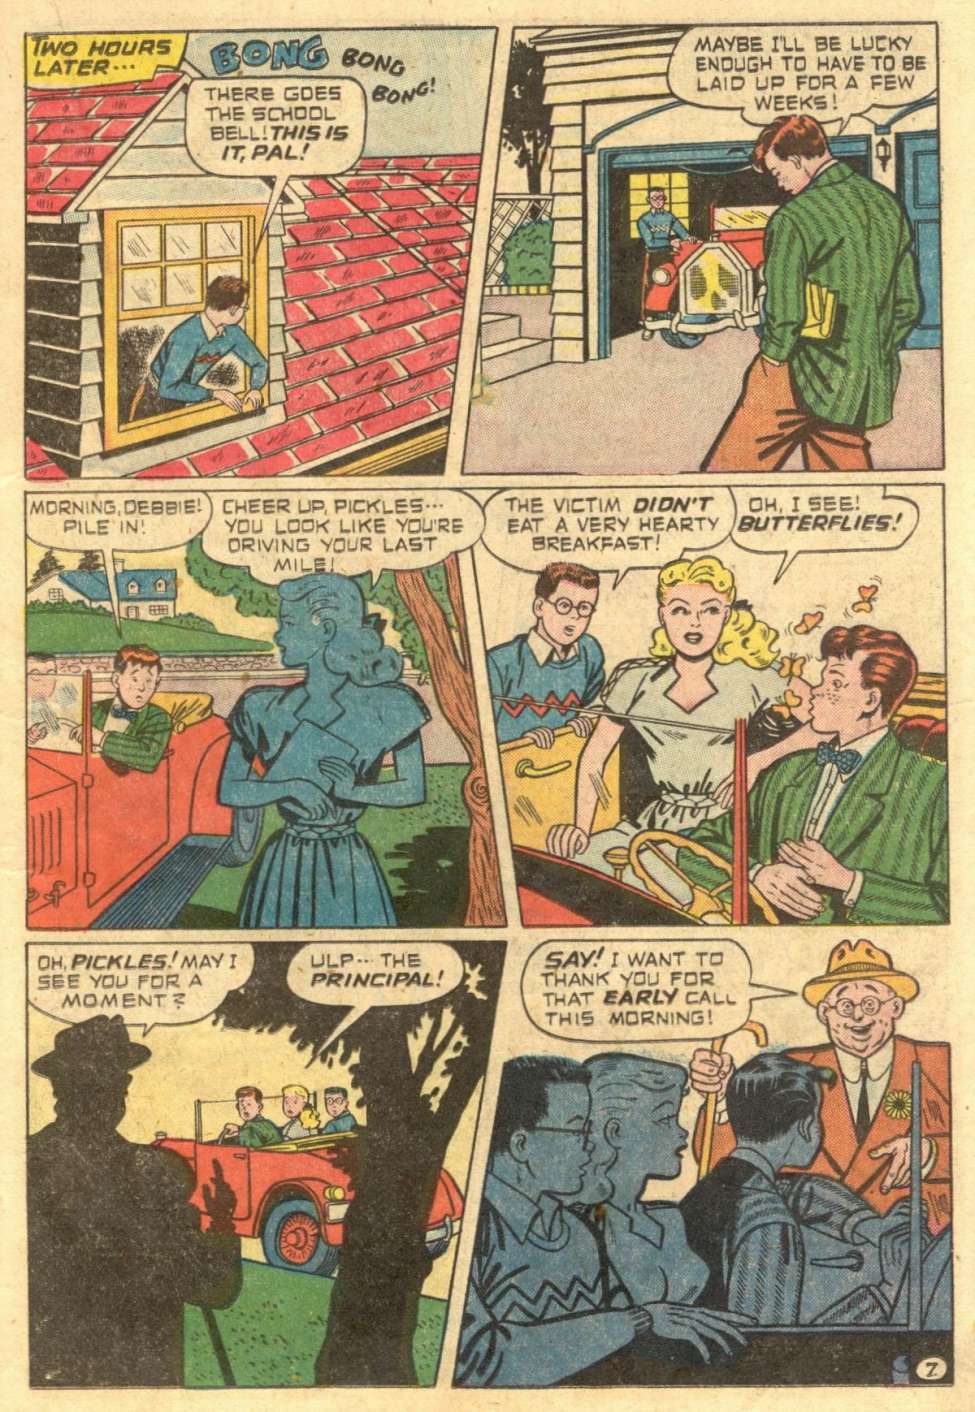 TWO HOURS
LATER...
BONG BONG
BONG!
THERE GOES
THE SCHOOL
BELL! THIS IS
IT, PAL!
MAYBE I'LL BE LUCKY
ENOUGH TO HAVE TO BE
LAID UP FOR A FEW
WEEKS!
MORNING, DEBBIE!
PILE IN!
CHEER UP, PICKLES...
YOU LOOK LIKE YOU'RE
DRIVING YOUR LAST
MILE!
THE VICTIM DIDN'T
EAT A VERY HEARTY
BREAKFAST!
OH, I SEE!
BUTTERFLIES!
OH, PICKLES! MAY I
SEE YOU FOR A
MOMENT?
ULP... THE
PRINCIPAL!
SAY! I WANT TO
THANK YOU FOR
THAT EARLY CALL
THIS MORNING!
7